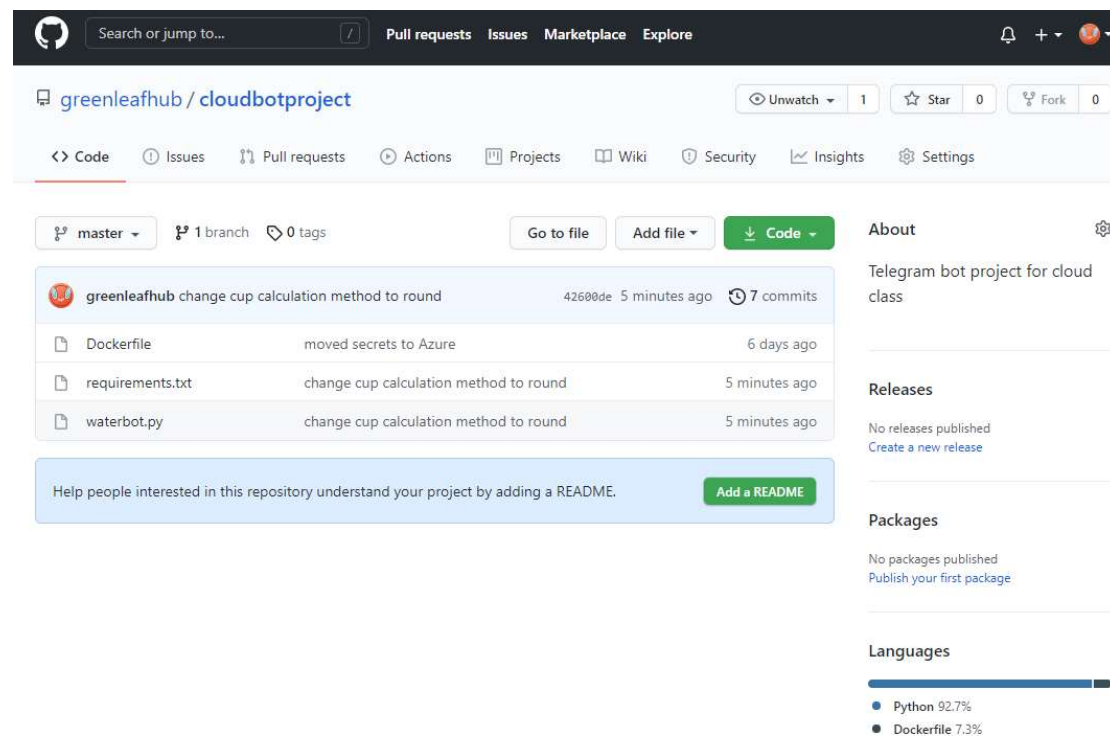 Search or jump to... /
Pull requests Issues Marketplace Explore
greenleafhub / cloudbotproject
Unwatch 1 Star 0 Fork 0
<> Code Issues Pull requests Actions Projects Wiki Security Insights Settings
master 1 branch 0 tags Go to file Add file Code
greenleafhub change cup calculation method to round 42600de 5 minutes ago 7 commits
Dockerfile moved secrets to Azure 6 days ago
requirements.txt change cup calculation method to round 5 minutes ago
waterbot.py change cup calculation method to round 5 minutes ago
Help people interested in this repository understand your project by adding a README. Add a README
About
Telegram bot project for cloud
class
Releases
No releases published
Create a new release
Packages
No packages published
Publish your first package
Languages
Python 92.7%
Dockerfile 7.3%